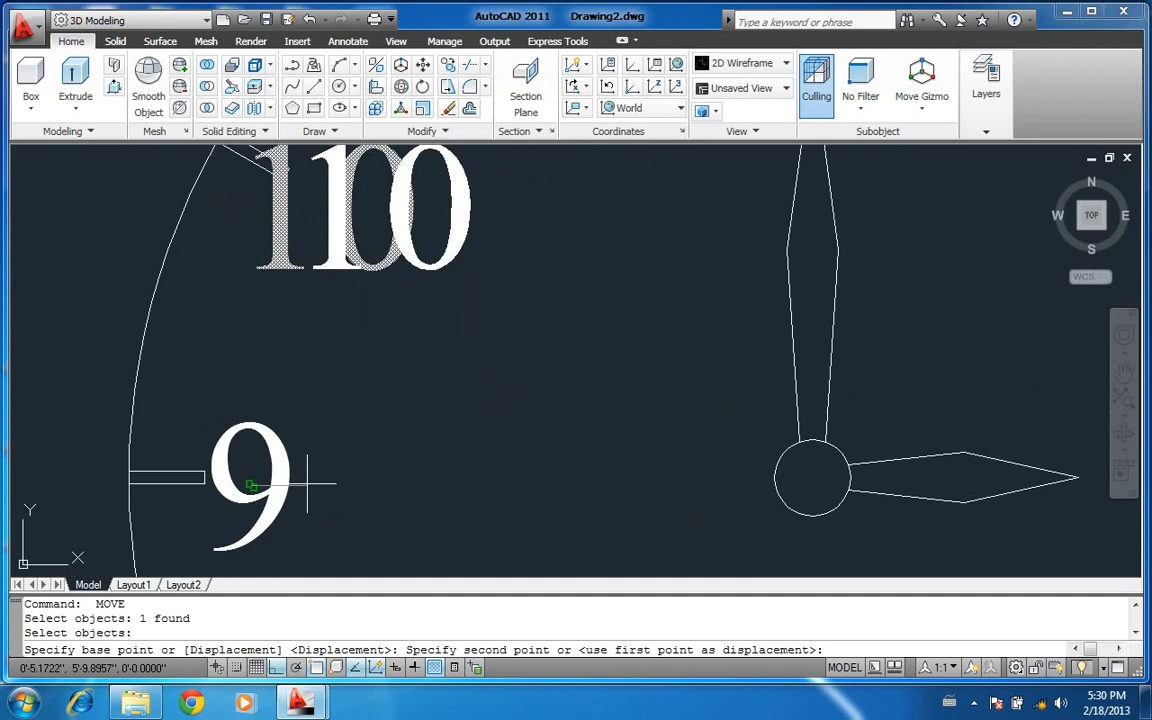 3D Modeling
AutoCAD 2011 Drawing2.dwg
Type a keyword or phrase
Home Solid Surface Mesh Render Insert Annotate View Manage Output Express Tools
2D Wireframe
Unsaved View
World
Box Extrude Smooth Object Section Plane Culling No Filter Move Gizmo Layers
Modeling Mesh Solid Editing Draw Modify Section Coordinates View Subobject
10
10
9
N
W TOP E
S
WCS
Y
X
Model Layout1 Layout2
Command: MOVE
Select objects: 1 found
Select objects:
Specify base point or [Displacement] <Displacement>: Specify second point or <use first point as displacement>:
0'-5.1722", 5'-9.8957", 0'-0.0000"
MODEL 1:1
5:30 PM
2/18/2013